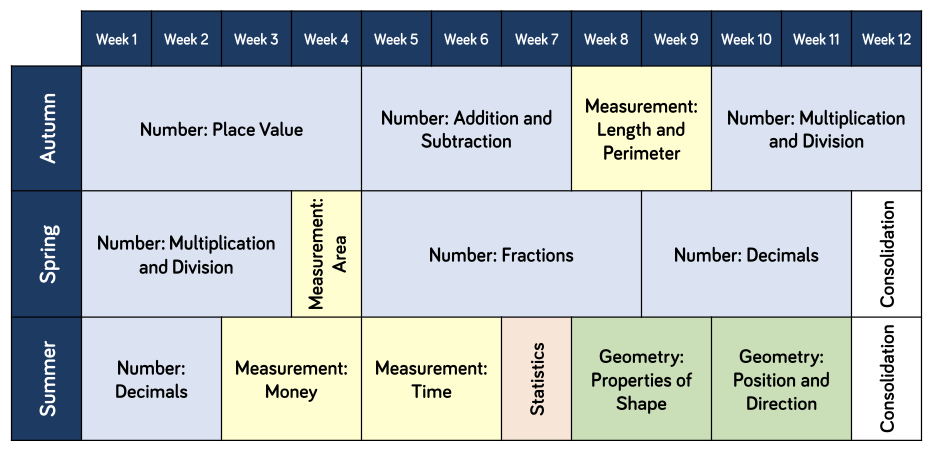 Week 1 Week 2 Week 3 Week 4 Week 5 Week 6 Week 7 Week 8 Week 9 Week 10 Week 11 Week 12
Autumn
Number: Place Value
Number: Addition and
Subtraction
Measurement:
Length and
Perimeter
Number: Multiplication
and Division
Spring
Number: Multiplication
and Division
Measurement:
Area
Number: Fractions
Number: Decimals
Consolidation
Summer
Number:
Decimals
Measurement:
Money
Measurement:
Time
Statistics
Geometry:
Properties of
Shape
Geometry:
Position and
Direction
Consolidation